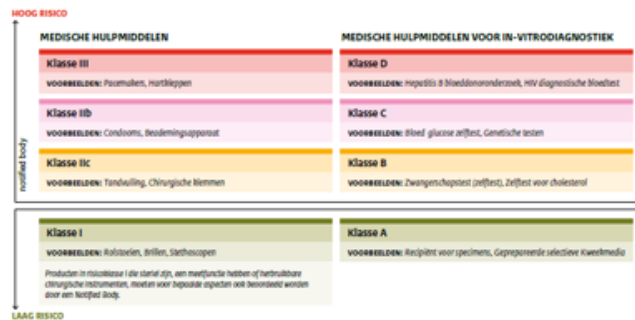 HOOG RISICO
MEDISCHE HULPMIDDELEN
Klasse III
VOORBEELDEN: Pacemakers, Hartkleppen
Klasse IIb
VOORBEELDEN: Condooms, Beademingsapparaat
Klasse IIc
VOORBEELDEN: Tandvulling, Chirurgische klemmen
Klasse I
VOORBEELDEN: Rolstoelen, Brillen, Stethoscopen
Producten in risicoklasse I die steriel zijn, een meetfunctie hebben of herbruikbare
chirurgische instrumenten, moeten voor bepaalde aspecten ook beoordeeld worden
door een Notified Body.
MEDISCHE HULPMIDDELEN VOOR IN-VITRODIAGNOSTIEK
Klasse D
VOORBEELDEN: Hepatitis B bloeddonoronderzoek, HIV diagnostische bloedtest
Klasse C
VOORBEELDEN: Bloed glucose zelftest, Genetische testen
Klasse B
VOORBEELDEN: Zwangerschapstest (zelftest), Zelftest voor cholesterol
Klasse A
VOORBEELDEN: Recipiënt voor specimens, Geprepareerde selectieve Kweekmedia
notified body
LAAG RISICO